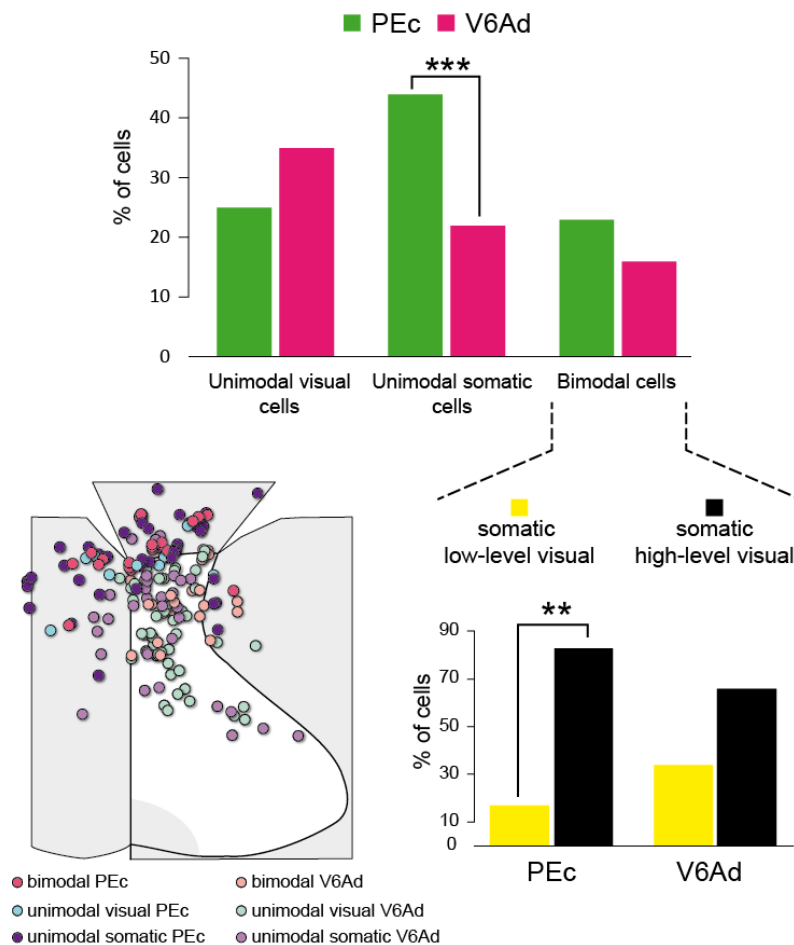 PEc V6Ad
***
50
40
30
20
10
0
% of cells
Unimodal visual
cells
Unimodal somatic
cells
Bimodal cells
somatic
low-level visual
somatic
high-level visual
**
90
70
50
30
10
0
% of cells
PEc V6Ad
bimodal PEc
unimodal visual PEc
unimodal somatic PEc
bimodal V6Ad
unimodal visual V6Ad
unimodal somatic V6Ad